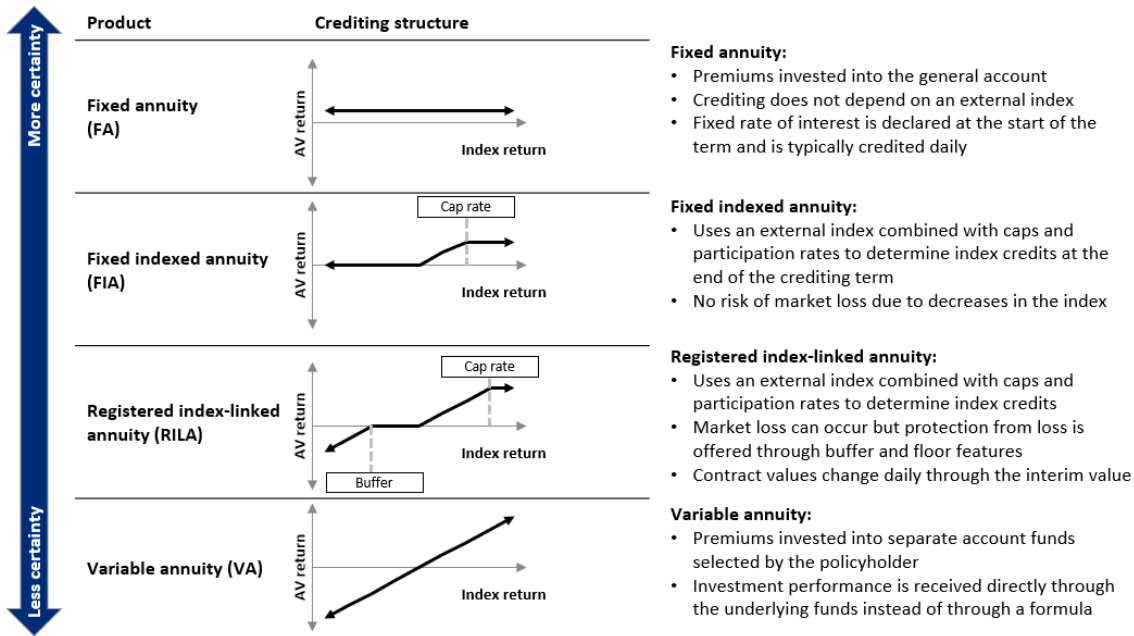 More certainty
Less certainty
Product
Crediting structure
Fixed annuity
(FA)
AV return
Index return
Fixed annuity:
• Premiums invested into the general account
• Crediting does not depend on an external index
• Fixed rate of interest is declared at the start of the
term and is typically credited daily
Fixed indexed annuity
(FIA)
AV return
Cap rate
Index return
Fixed indexed annuity:
• Uses an external index combined with caps and
participation rates to determine index credits at the
end of the crediting term
• No risk of market loss due to decreases in the index
Registered index-linked
annuity (RILA)
AV return
Cap rate
Index return
Buffer
Registered index-linked annuity:
• Uses an external index combined with caps and
participation rates to determine index credits
• Market loss can occur but protection from loss is
offered through buffer and floor features
• Contract values change daily through the interim value
Variable annuity (VA)
AV return
Index return
Variable annuity:
• Premiums invested into separate account funds
selected by the policyholder
• Investment performance is received directly through
the underlying funds instead of through a formula